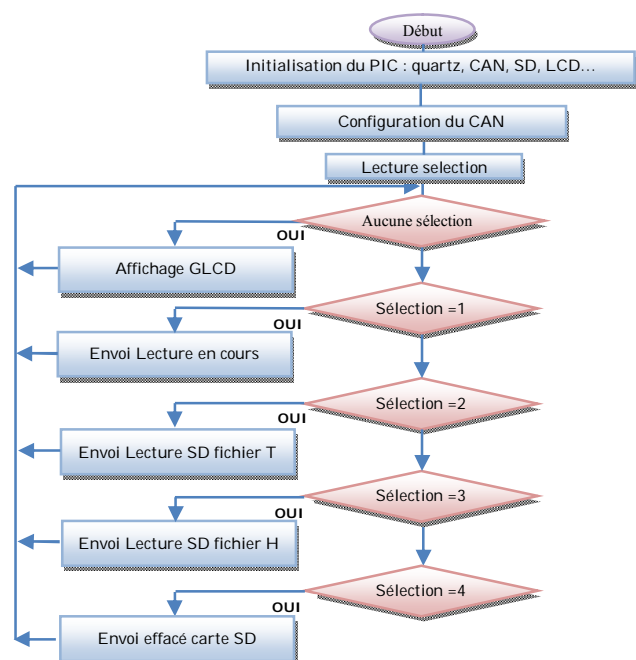 Début
Initialisation du PIC : quartz, CAN, SD, LCD...
Configuration du CAN
Lecture selection
Aucune sélection
OUI
Affichage GLCD
Sélection =1
OUI
Envoi Lecture en cours
Sélection =2
OUI
Envoi Lecture SD fichier T
Sélection =3
OUI
Envoi Lecture SD fichier H
Sélection =4
OUI
Envoi effacé carte SD